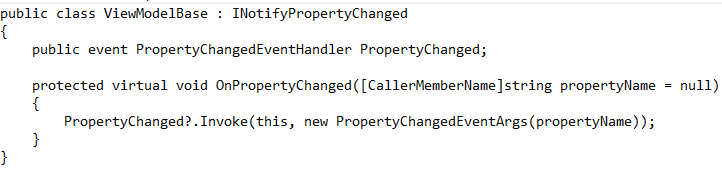 public class ViewModelBase : INotifyPropertyChanged
{
    public event PropertyChangedEventHandler PropertyChanged;

    protected virtual void OnPropertyChanged([CallerMemberName]string propertyName = null)
    {
        PropertyChanged?.Invoke(this, new PropertyChangedEventArgs(propertyName));
    }
}